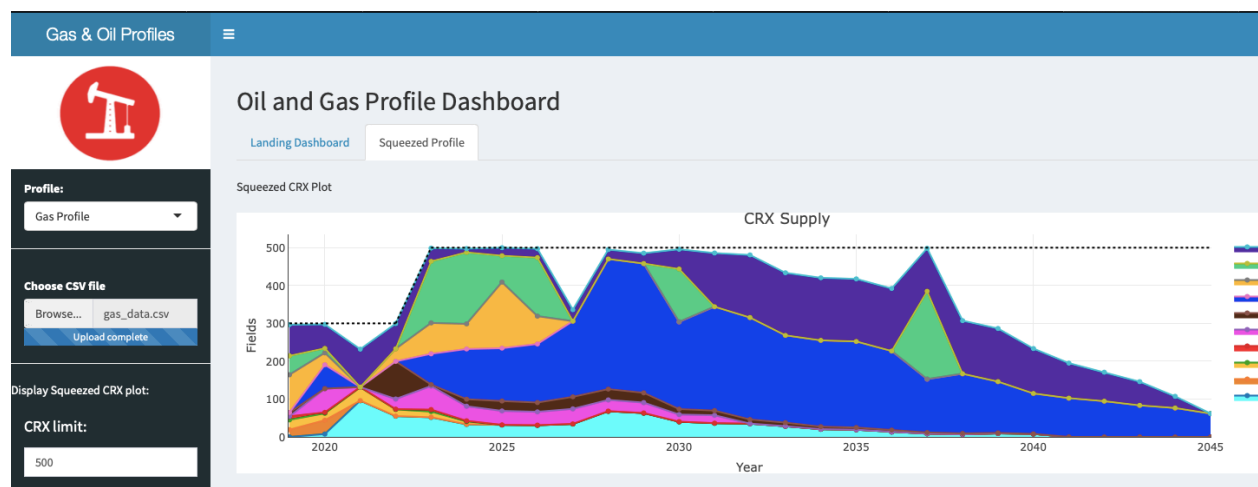 Gas & Oil Profiles
Oil and Gas Profile Dashboard
Landing Dashboard
Squeezed Profile
Profile:
Gas Profile
Choose CSV file
Browse... gas_data.csv
Upload complete
Display Squeezed CRX plot:
CRX limit:
500
Squeezed CRX Plot
CRX Supply
500
400
300
200
100
0
Fields
2020 2025 2030 2035 2040 2045
Year